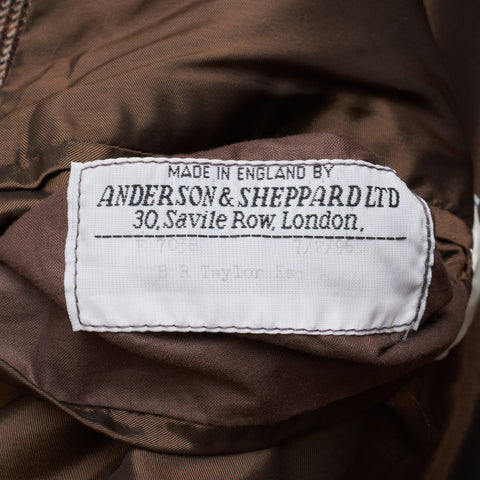 MADE IN ENGLAND BY
ANDERSON & SHEPPARD LTD
30, Savile Row, London,
B R Taylor Esq